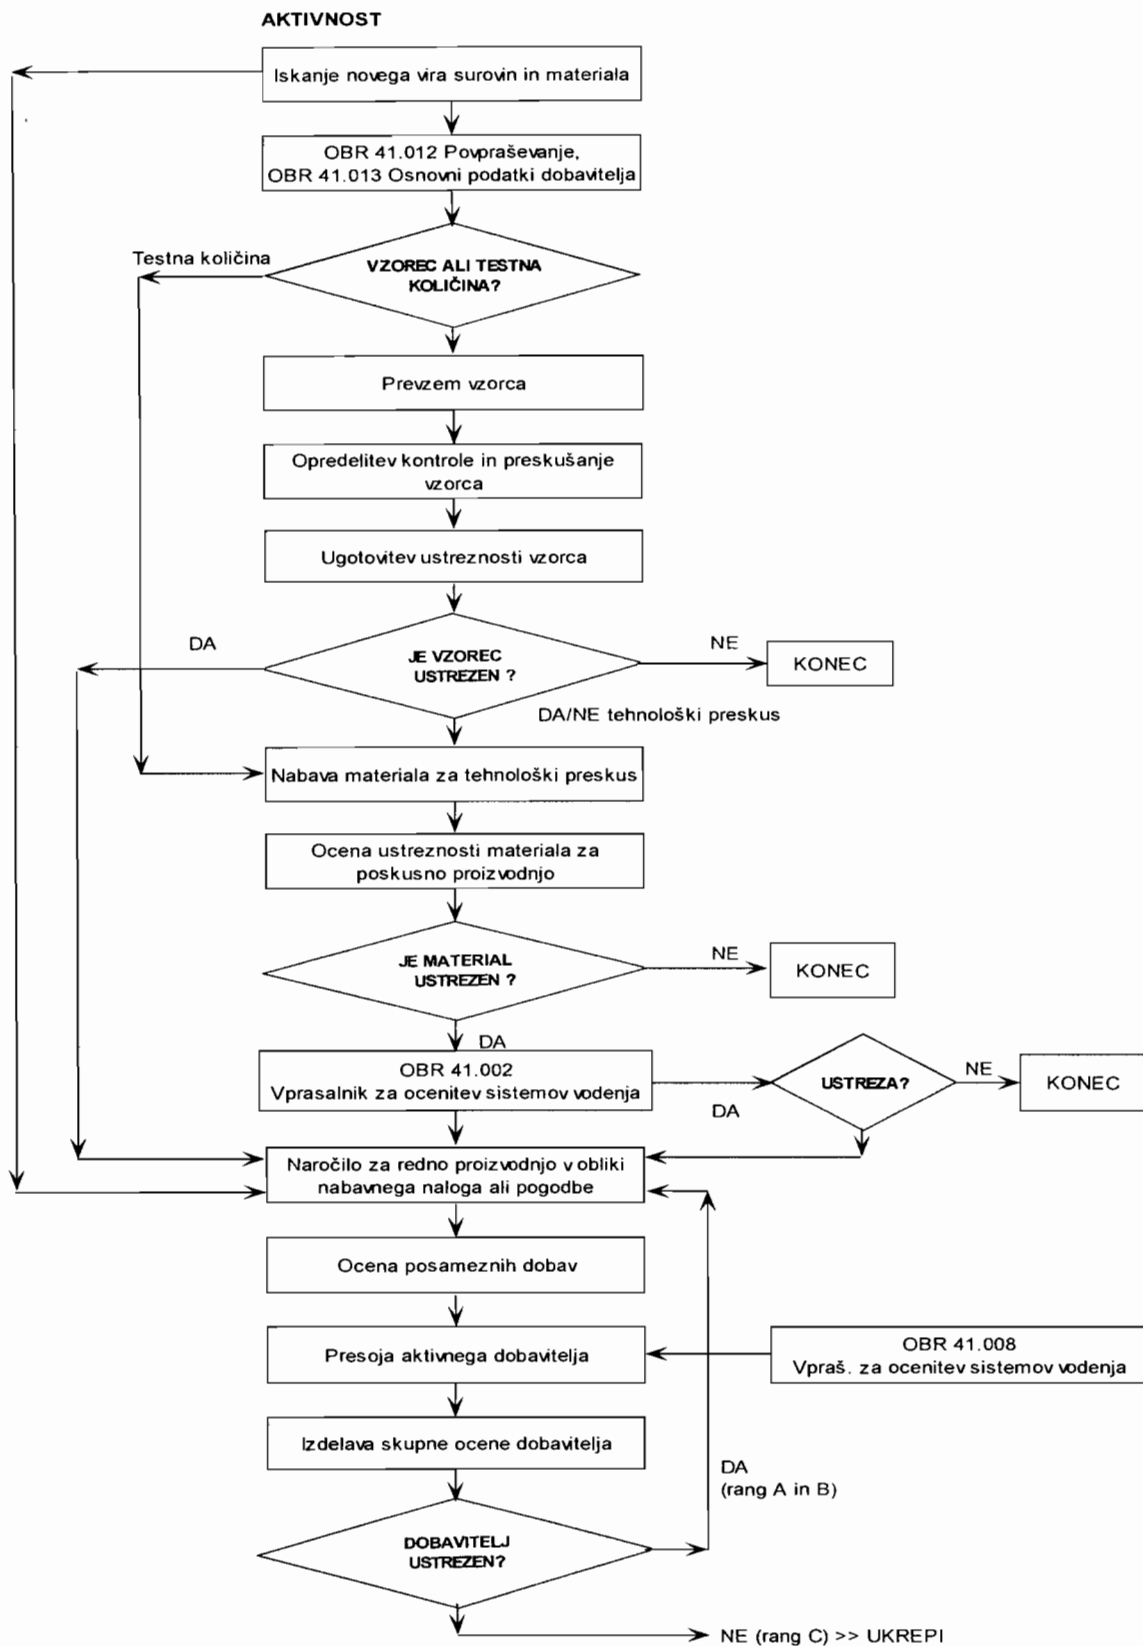 AKTIVNOST
Iskanje novega vira surovin in materiala
OBR 41.012 Povpraševanje,
OBR 41.013 Osnovni podatki dobavitelja
Testna količina
VZOREC ALI TESTNA
KOLIČINA?
Prevzem vzorca
Opredelitev kontrole in preskušanje
vzorca
Ugotovitev ustreznosti vzorca
DA
JE VZOREC
USTREZEN ?
NE
KONEC
DA/NE tehnološki preskus
Nabava materiala za tehnološki preskus
Ocena ustreznosti materiala za
poskusno proizvodnjo
JE MATERIAL
USTREZEN ?
NE
KONEC
DA
OBR 41.002
Vprasalnik za ocenitev sistemov vodenja
USTREZA?
NE
KONEC
DA
Naročilo za redno proizvodnjo v obliki
nabavnega naloga ali pogodbe
Ocena posameznih dobav
Presoja aktivnega dobavitelja
OBR 41.008
Vpraš. za ocenitev sistemov vodenja
Izdelava skupne ocene dobavitelja
DA
(rang A in B)
DOBAVITELJ
USTREZEN?
NE (rang C) >> UKREPI